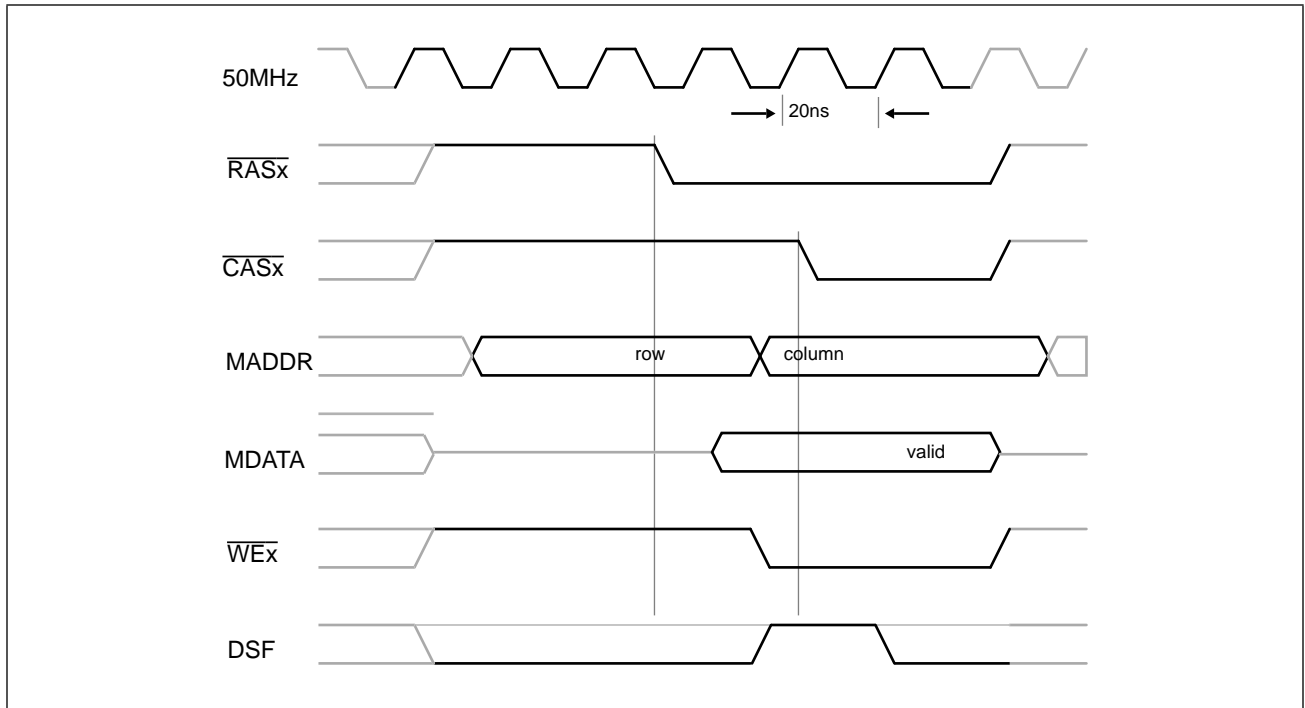 50MHz
20ns
RASx
CASx
MADDR
row
column
MDATA
valid
WEx
DSF